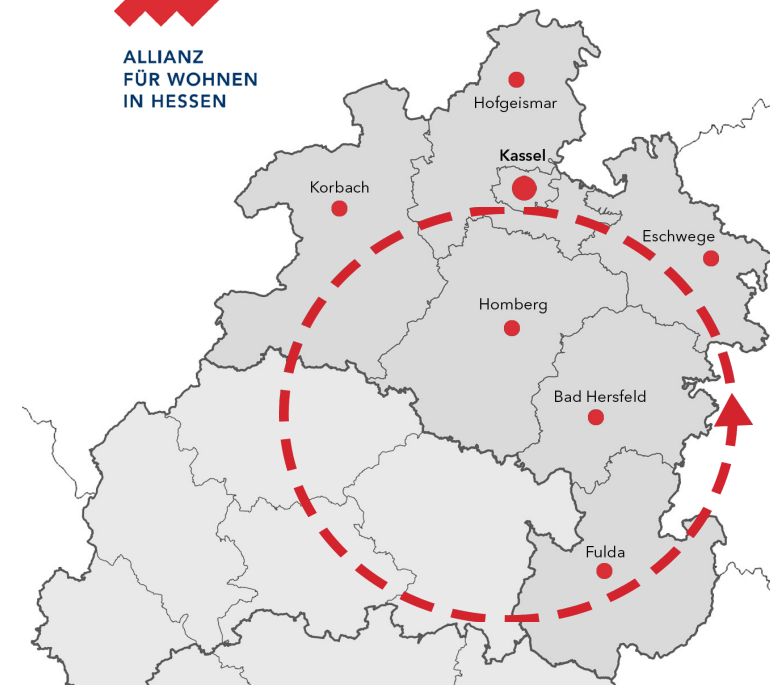 ALLIANZ
FÜR WOHNEN
IN HESSEN
Hofgeismar
Kassel
Korbach
Eschwege
Homberg
Bad Hersfeld
Fulda